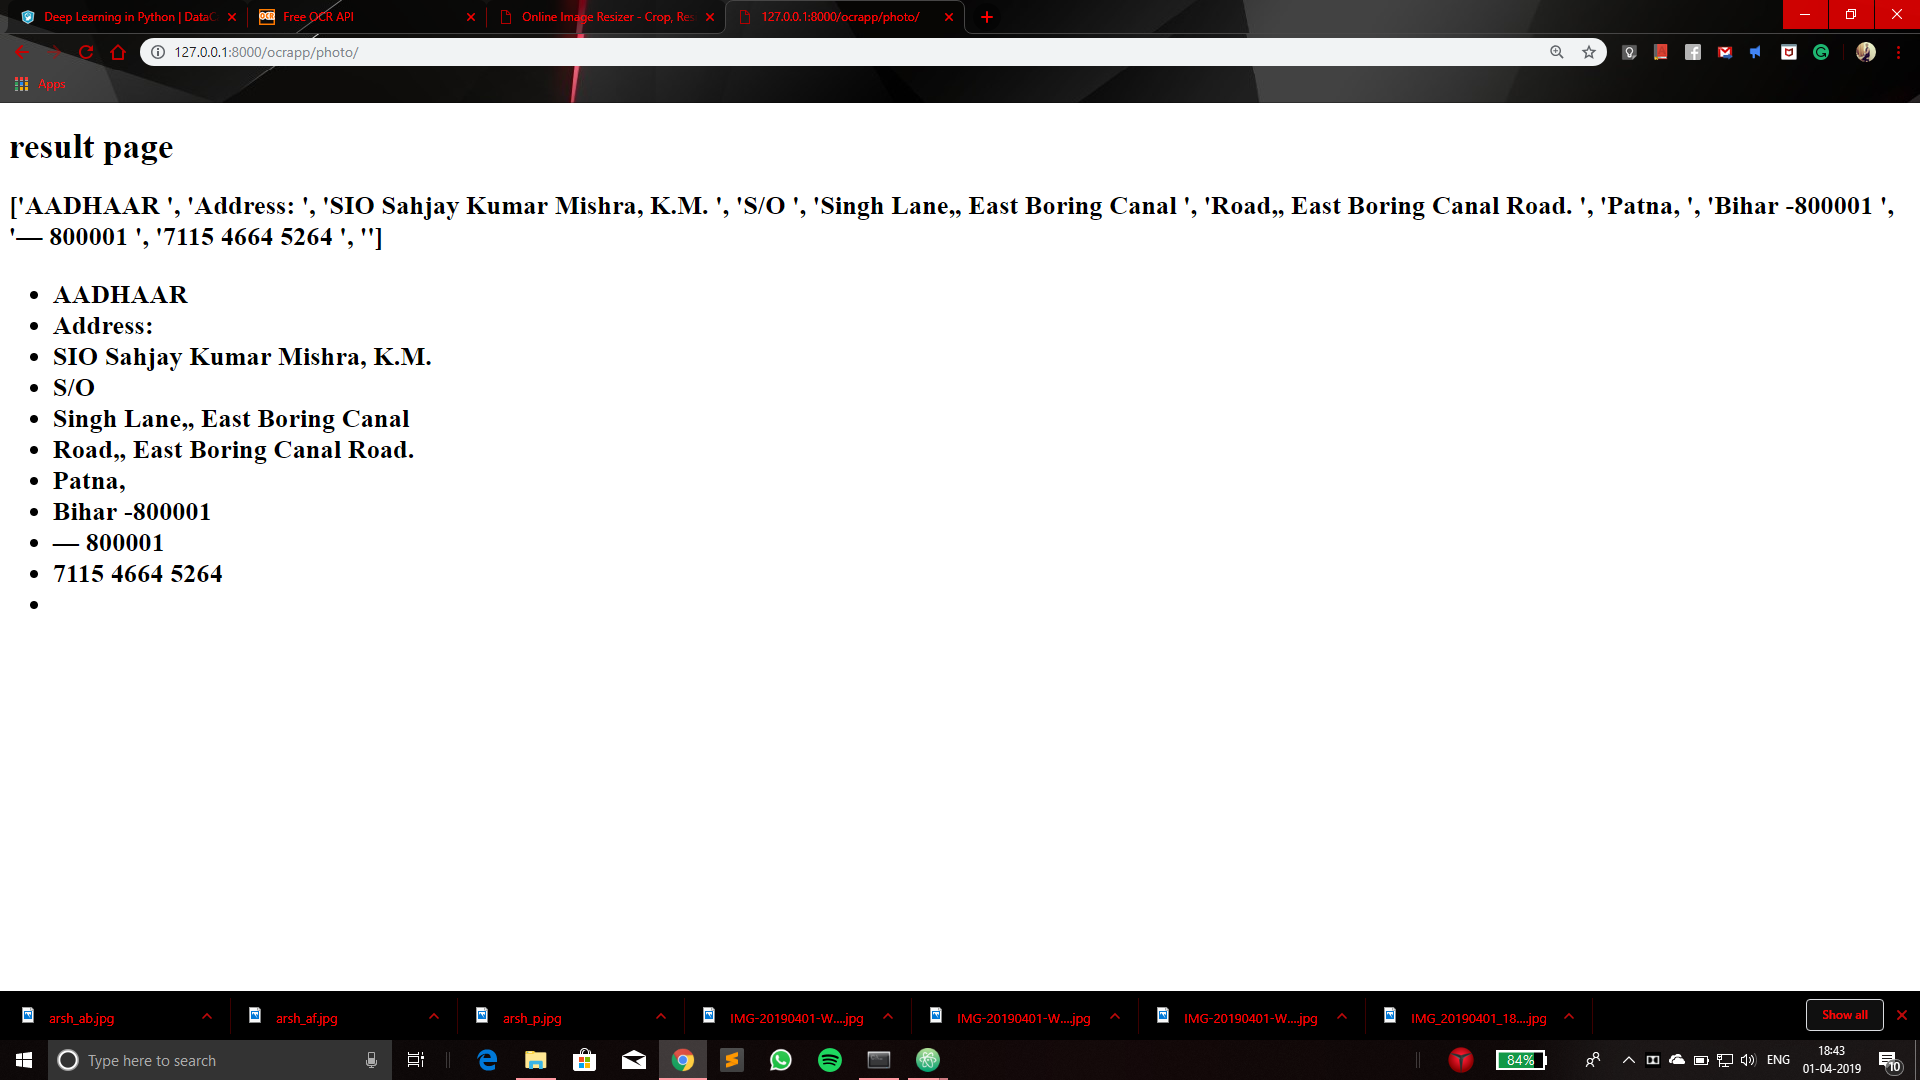 Deep Learning in Python | DataC
Free OCR API
Online Image Resizer - Crop, Res
127.0.0.1:8000/ocrapp/photo/
127.0.0.1:8000/ocrapp/photo/
Apps
result page
['AADHAAR ', 'Address: ', 'SIO Sahjay Kumar Mishra, K.M. ', 'S/O ', 'Singh Lane,, East Boring Canal ', 'Road,, East Boring Canal Road. ', 'Patna, ', 'Bihar -800001 ',
'— 800001 ', '7115 4664 5264 ', '']
• AADHAAR
• Address:
• SIO Sahjay Kumar Mishra, K.M.
• S/O
• Singh Lane,, East Boring Canal
• Road,, East Boring Canal Road.
• Patna,
• Bihar -800001
• — 800001
• 7115 4664 5264
•
arsh_ab.jpg
arsh_af.jpg
arsh_p.jpg
IMG-20190401-W....jpg
IMG-20190401-W....jpg
IMG-20190401-W....jpg
IMG_20190401_18....jpg
Show all
Type here to search
84%
ENG
18:43
01-04-2019
10